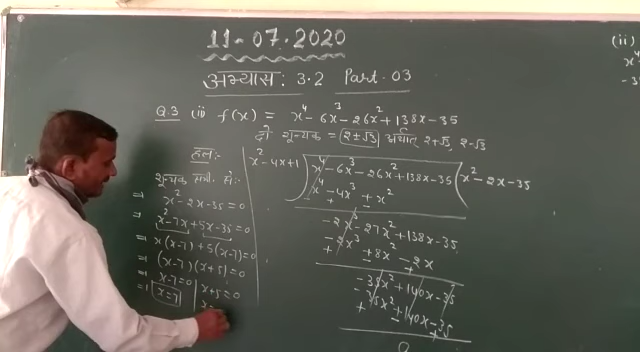 11-07-2020
अभ्यास: 3.2 Part-03
(ii)
x⁴
Q.3 (ii) f(x) = x⁴-6x³-26x²+138x-35
दो शून्यक = 2±√3 अर्थात् 2+√3, 2-√3
हल:
x²-4x+1) x⁴-6x³-26x²+138x-35 (x²-2x-35
x⁴-4x³+x²
- + -
-2x³-27x²+138x-35
-2x³+8x²-2x
+ - +
-35x²+140x-35
-35x²+140x-35
+ - +
0
⇒ x²-2x-35=0
⇒ x²-7x+5x-35=0
⇒ x(x-7)+5(x-7)=0
⇒ (x-7)(x+5)=0
⇒ x-7=0 | x+5=0
⇒ x=7 | x=